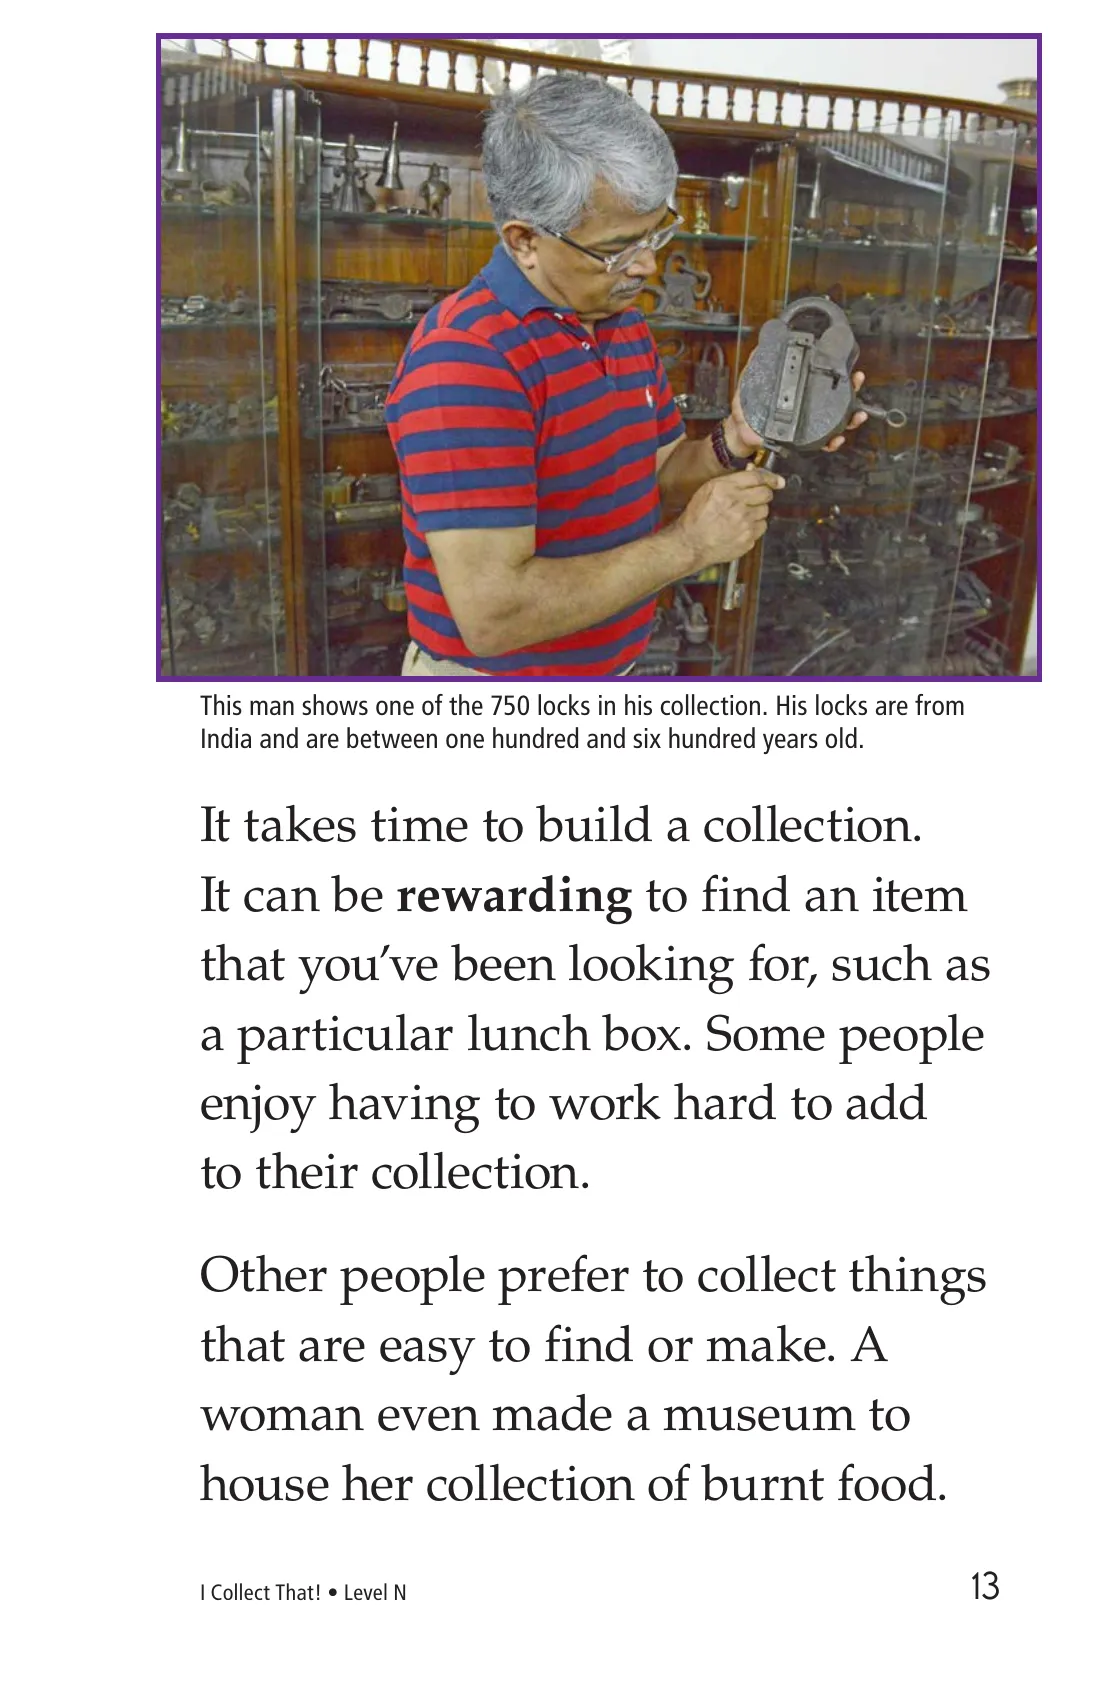 This man shows one of the 750 locks in his collection. His locks are from
India and are between one hundred and six hundred years old.
It takes time to build a collection.
It can be rewarding to find an item
that you’ve been looking for, such as
a particular lunch box. Some people
enjoy having to work hard to add
to their collection.
Other people prefer to collect things
that are easy to find or make. A
woman even made a museum to
house her collection of burnt food.
I Collect That! • Level N
13